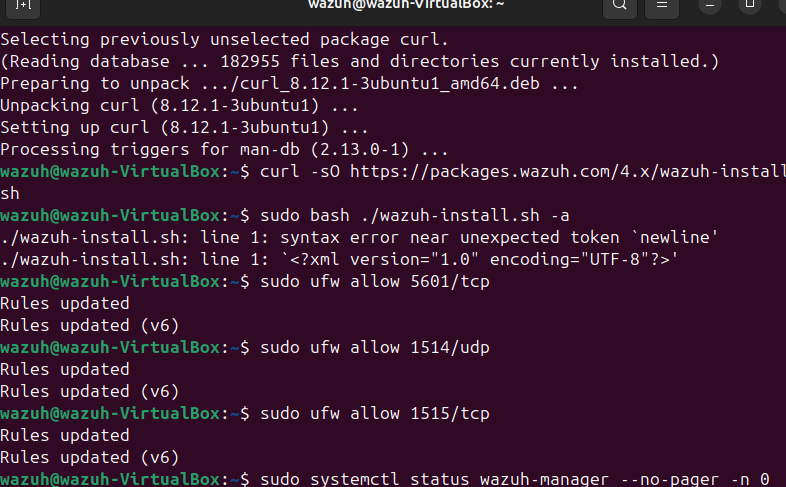 wazuh@wazuh-VirtualBox: ~
Selecting previously unselected package curl.
(Reading database ... 182955 files and directories currently installed.)
Preparing to unpack .../curl_8.12.1-3ubuntu1_amd64.deb ...
Unpacking curl (8.12.1-3ubuntu1) ...
Setting up curl (8.12.1-3ubuntu1) ...
Processing triggers for man-db (2.13.0-1) ...
wazuh@wazuh-VirtualBox:~$ curl -sO https://packages.wazuh.com/4.x/wazuh-install
sh
wazuh@wazuh-VirtualBox:~$ sudo bash ./wazuh-install.sh -a
./wazuh-install.sh: line 1: syntax error near unexpected token `newline'
./wazuh-install.sh: line 1: `<?xml version="1.0" encoding="UTF-8"?>'
wazuh@wazuh-VirtualBox:~$ sudo ufw allow 5601/tcp
Rules updated
Rules updated (v6)
wazuh@wazuh-VirtualBox:~$ sudo ufw allow 1514/udp
Rules updated
Rules updated (v6)
wazuh@wazuh-VirtualBox:~$ sudo ufw allow 1515/tcp
Rules updated
Rules updated (v6)
wazuh@wazuh-VirtualBox:~$ sudo systemctl status wazuh-manager --no-pager -n 0